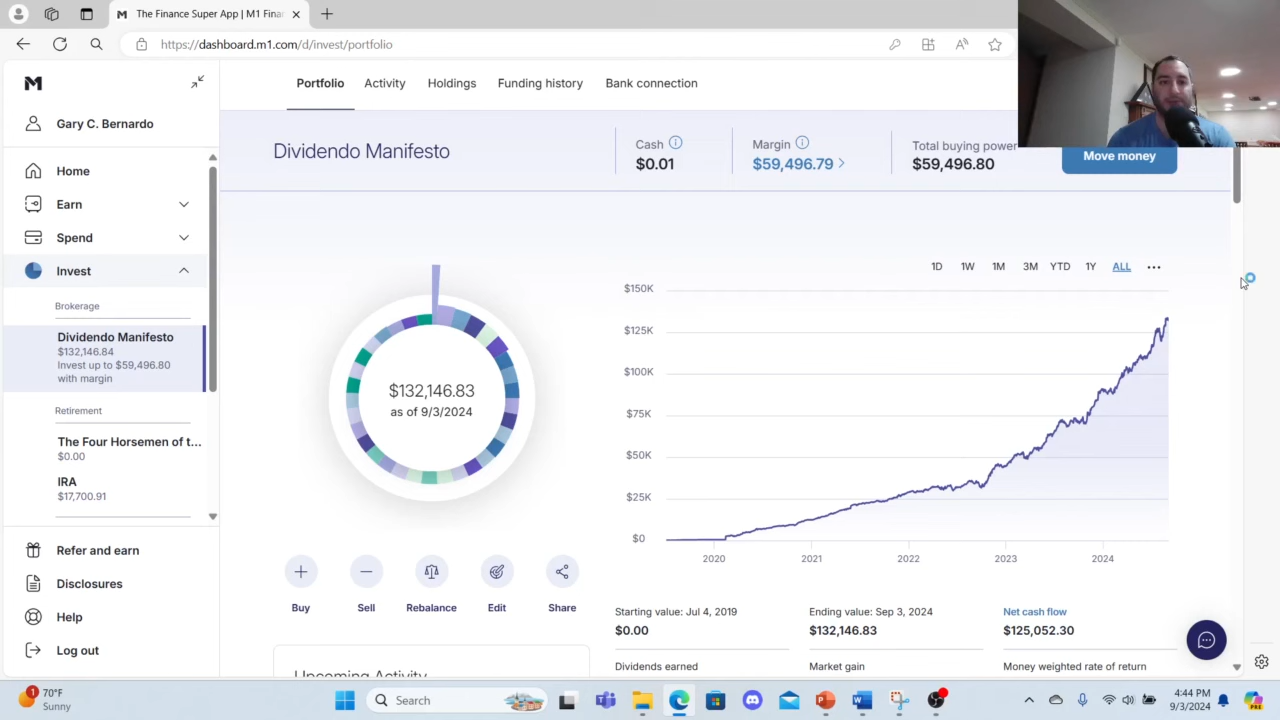 The Finance Super App | M1 Finan
https://dashboard.m1.com/d/invest/portfolio
M
Gary C. Bernardo
Home
Earn
Spend
Invest
Brokerage
Dividendo Manifesto
$132,146.84
Invest up to $59,496.80
with margin
Retirement
The Four Horsemen of t...
$0.00
IRA
$17,700.91
Refer and earn
Disclosures
Help
Log out
Portfolio Activity Holdings Funding history Bank connection
Dividendo Manifesto
Cash
$0.01
Margin
$59,496.79 >
Total buying power
$59,496.80
Move money
$132,146.83
as of 9/3/2024
Buy Sell Rebalance Edit Share
Upcoming Activity
1D 1W 1M 3M YTD 1Y ALL
$150K
$125K
$100K
$75K
$50K
$25K
$0
2020 2021 2022 2023 2024
Starting value: Jul 4, 2019
$0.00
Ending value: Sep 3, 2024
$132,146.83
Net cash flow
$125,052.30
Dividends earned
Market gain
Money weighted rate of return
1
70°F
Sunny
Search
4:44 PM
9/3/2024
PRE